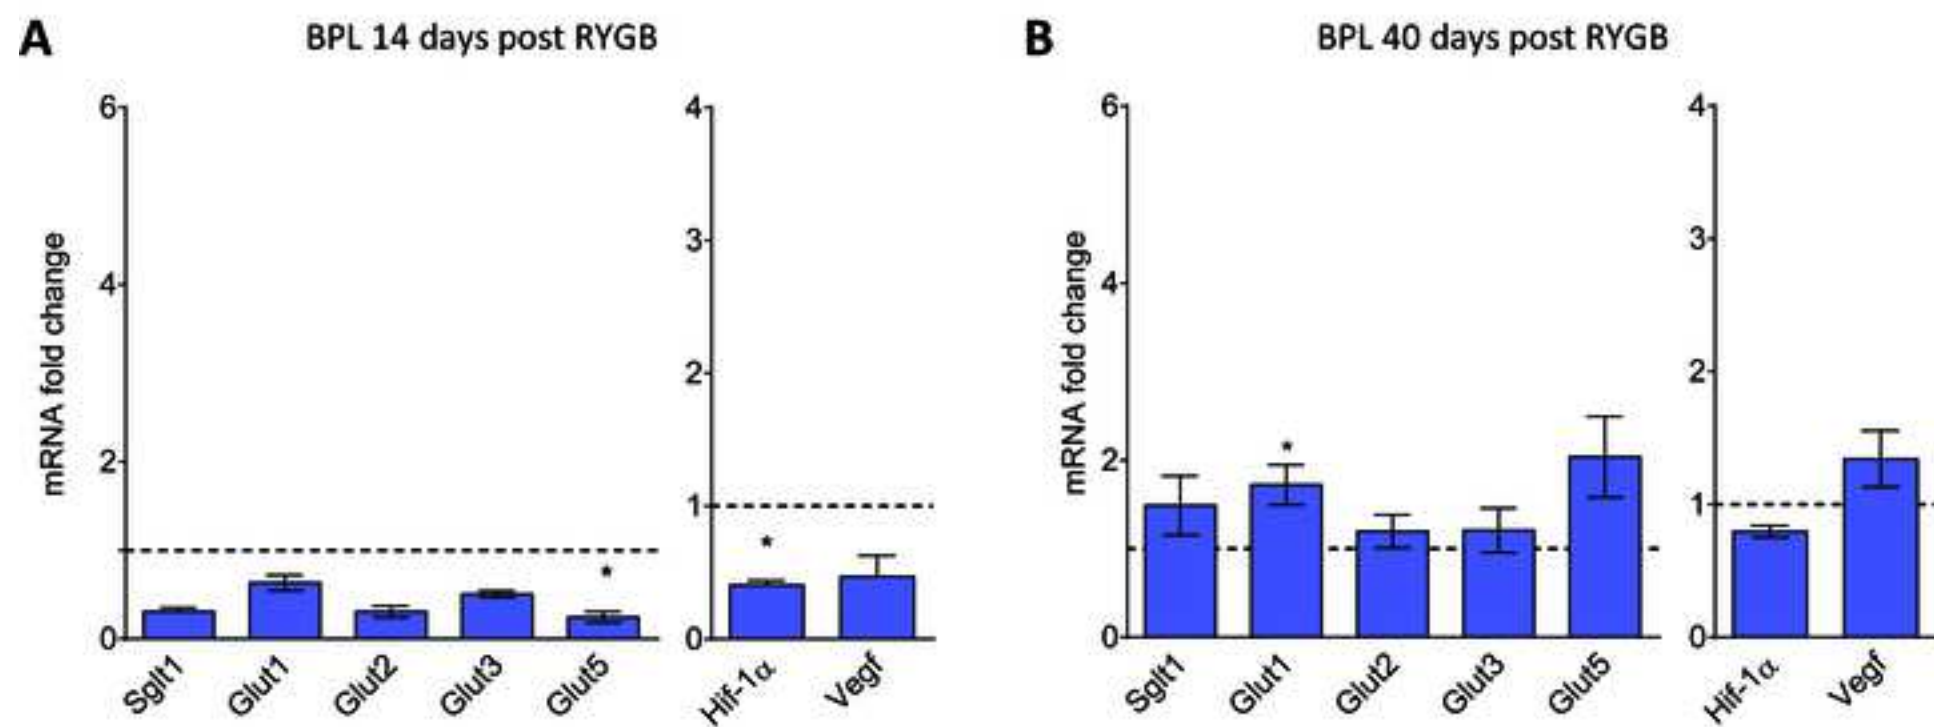 A
BPL 14 days post RYGB
mRNA fold change
6
4
2
0
Sglt1
Glut1
Glut2
Glut3
Glut5
*
4
3
2
1
0
Hif-1α
Vegf
*
B
BPL 40 days post RYGB
mRNA fold change
6
4
2
0
Sglt1
Glut1
Glut2
Glut3
Glut5
*
4
3
2
1
0
Hif-1α
Vegf